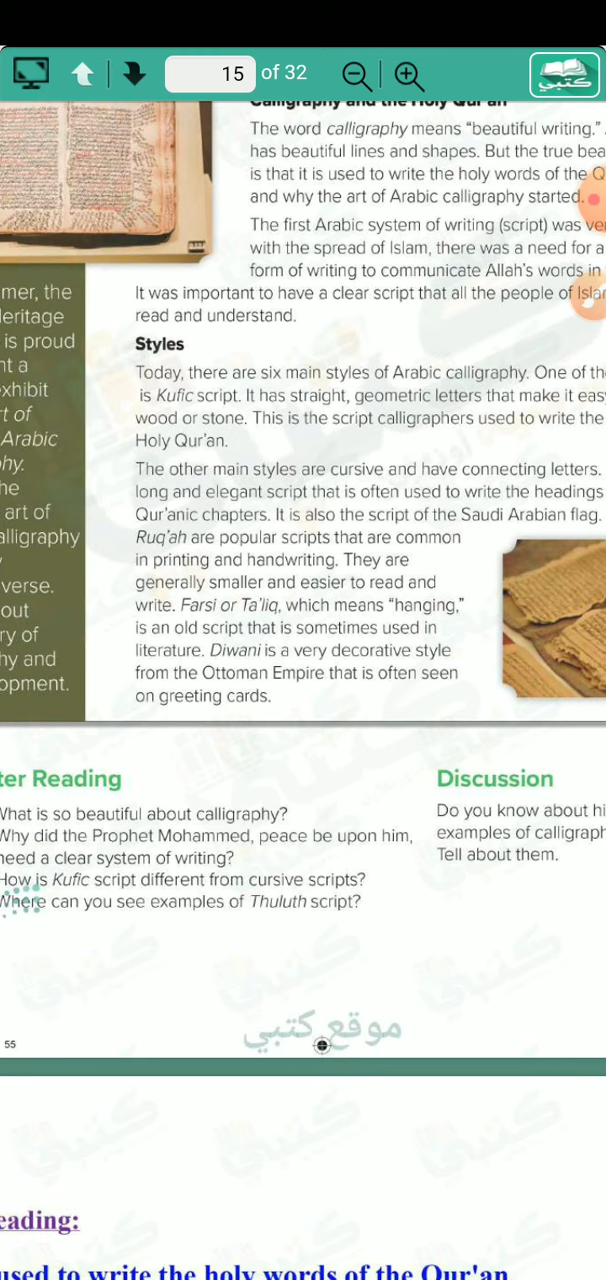 15 of 32
كتبي
Calligraphy and the Holy Qur'an
The word calligraphy means “beautiful writing.”
has beautiful lines and shapes. But the true
is that it is used to write the holy words of the
and why the art of Arabic calligraphy started.
The first Arabic system of writing (script) was
with the spread of Islam, there was a need for a
form of writing to communicate Allah's words in
It was important to have a clear script that all the people of
read and understand.
Styles
Today, there are six main styles of Arabic calligraphy. One of
is Kufic script. It has straight, geometric letters that make it
wood or stone. This is the script calligraphers used to write the
Holy Qur'an.
The other main styles are cursive and have connecting letters.
long and elegant script that is often used to write the headings
Qur'anic chapters. It is also the script of the Saudi Arabian flag.
Ruq'ah are popular scripts that are common
in printing and handwriting. They are
generally smaller and easier to read and
write. Farsi or Ta'liq, which means “hanging,”
is an old script that is sometimes used in
literature. Diwani is a very decorative style
from the Ottoman Empire that is often seen
on greeting cards.
mer, the
eritage
is proud
nt a
exhibit
rt of
Arabic
hy.
he
art of
alligraphy
y
verse.
out
ry of
hy and
opment.
ter Reading
What is so beautiful about calligraphy?
Why did the Prophet Mohammed, peace be upon him,
need a clear system of writing?
How is Kufic script different from cursive scripts?
Where can you see examples of Thuluth script?
Discussion
Do you know about hi
examples of calligraph
Tell about them.
موقع كتبي
55
eading:
used to write the holy words of the Qur'an